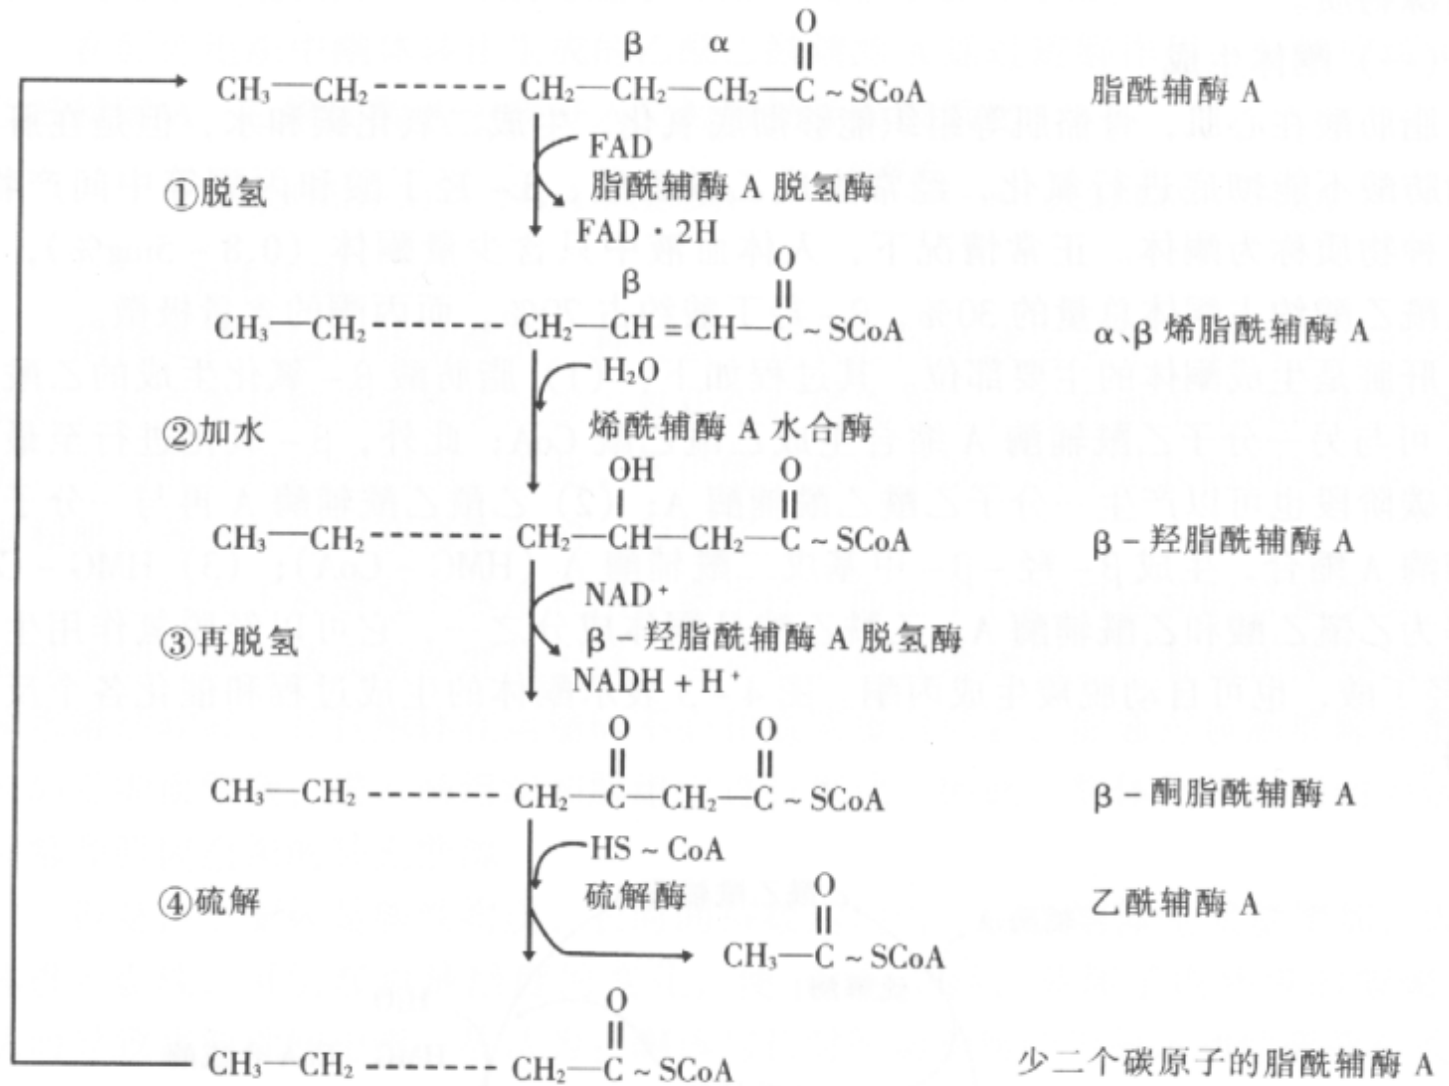 O
β α ||
CH₃—CH₂-------CH₂—CH₂—CH₂—C ~ SCoA 脂酰辅酶 A
FAD
①脱氢 脂酰辅酶 A 脱氢酶
FAD · 2H
O
β ||
CH₃—CH₂-------CH₂—CH = CH—C ~ SCoA α、β 烯脂酰辅酶 A
H₂O
②加水 烯酰辅酶 A 水合酶
OH O
| ||
CH₃—CH₂-------CH₂—CH—CH₂—C ~ SCoA β-羟脂酰辅酶 A
NAD⁺
③再脱氢 β-羟脂酰辅酶 A 脱氢酶
NADH + H⁺
O O
|| ||
CH₃—CH₂-------CH₂—C—CH₂—C ~ SCoA β-酮脂酰辅酶 A
HS ~ CoA
④硫解 硫解酶 O 乙酰辅酶 A
||
CH₃—C ~ SCoA
O
||
CH₃—CH₂-------CH₂—C ~ SCoA 少二个碳原子的脂酰辅酶 A